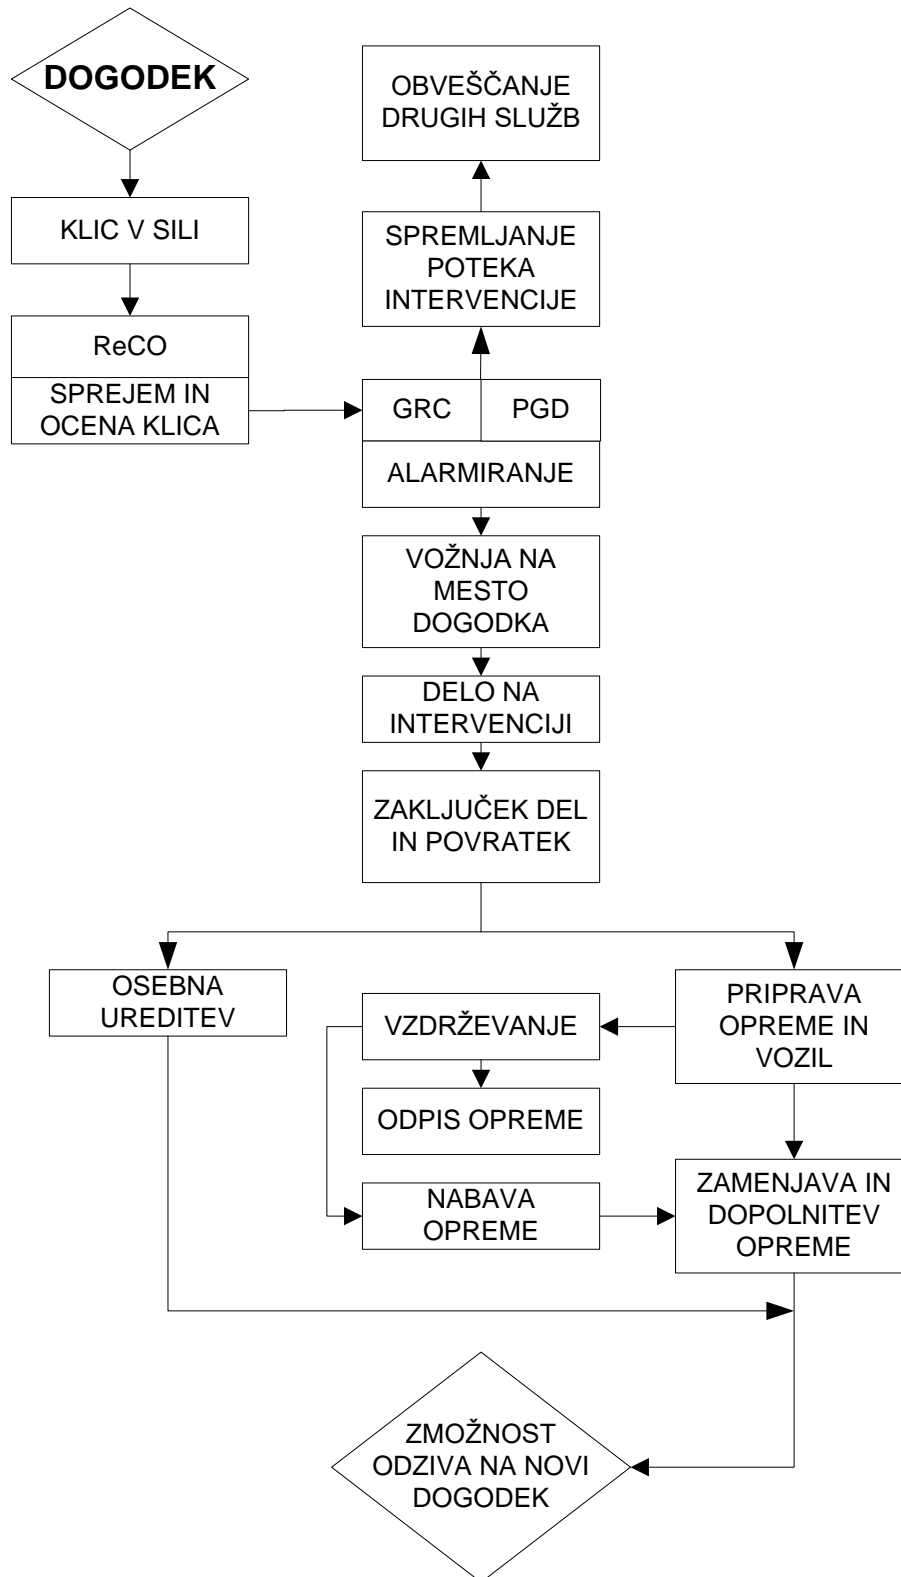 DOGODEK
KLIC V SILI
ReCO
SPREJEM IN
OCENA KLICA
OBVEŠČANJE
DRUGIH SLUŽB
SPREMLJANJE
POTEKA
INTERVENCIJE
GRC
PGD
ALARMIRANJE
VOŽNJA NA
MESTO
DOGODKA
DELO NA
INTERVENCIJI
ZAKLJUČEK DEL
IN POVRATEK
OSEBNA
UREDITEV
VZDRŽEVANJE
PRIPRAVA
OPREME IN
VOZIL
ODPIS OPREME
NABAVA
OPREME
ZAMENJAVA IN
DOPOLNITEV
OPREME
ZMOŽNOST
ODZIVA NA NOVI
DOGODEK